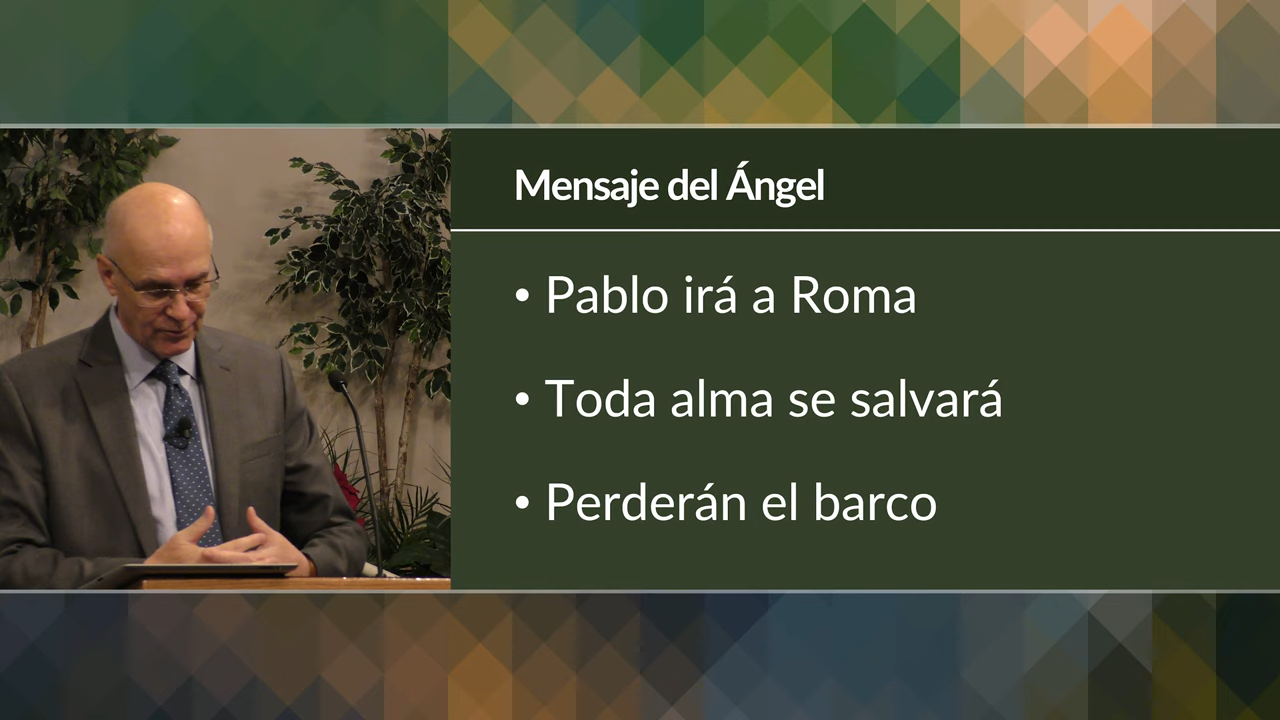 Mensaje del Ángel
• Pablo irá a Roma
• Toda alma se salvará
• Perderán el barco